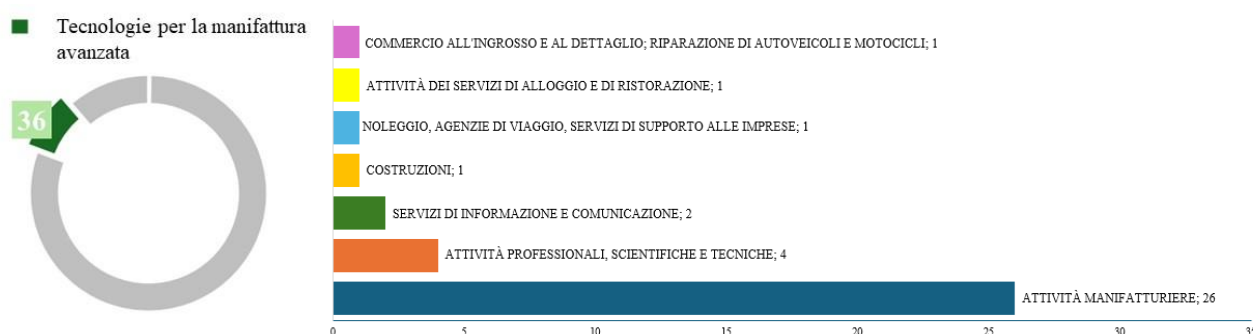 Tecnologie per la manifattura
avanzata
36
COMMERCIO ALL'INGROSSO E AL DETTAGLIO; RIPARAZIONE DI AUTOVEICOLI E MOTOCICLI; 1
ATTIVITÀ DEI SERVIZI DI ALLOGGIO E DI RISTORAZIONE; 1
NOLEGGIO, AGENZIE DI VIAGGIO, SERVIZI DI SUPPORTO ALLE IMPRESE; 1
COSTRUZIONI; 1
SERVIZI DI INFORMAZIONE E COMUNICAZIONE; 2
ATTIVITÀ PROFESSIONALI, SCIENTIFICHE E TECNICHE; 4
ATTIVITÀ MANIFATTURIERE; 26
0 5 10 15 20 25 30 35